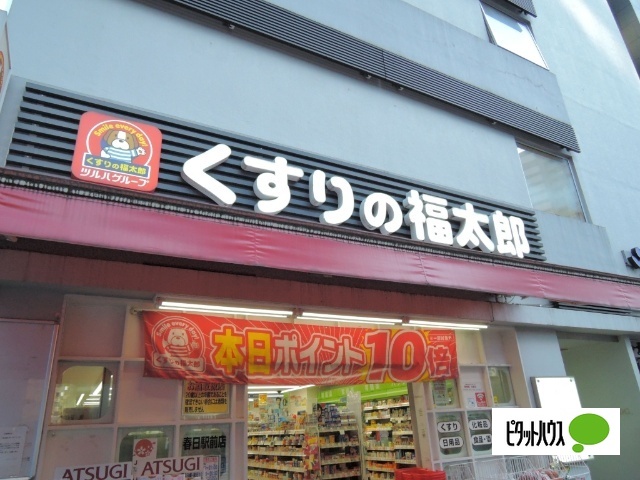 Smile every day!
くすりの福太郎
ツルハグループ
くすりの福太郎
本日ポイント10倍
春日駅前店
ATSUGI
ATSUGI
くすり
化粧品
日用品
食品・酒
ピタットハウス